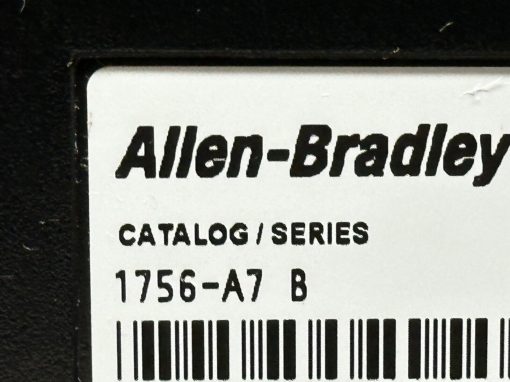 Allen-Bradley
CATALOG / SERIES
1756-A7 B